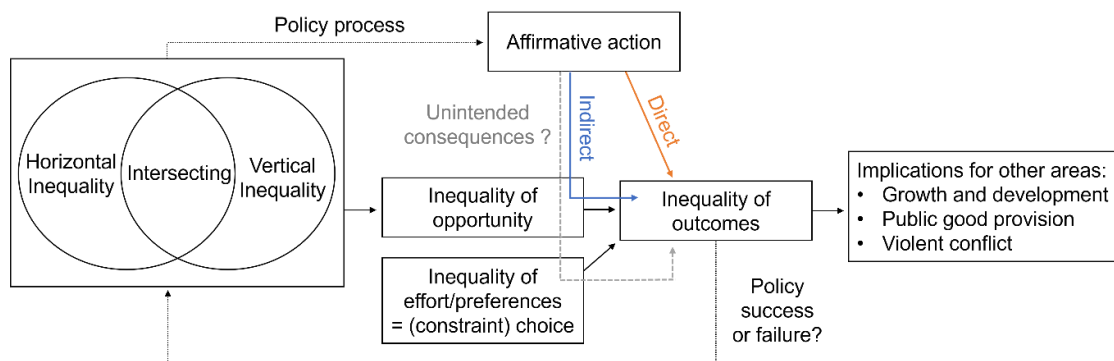 Policy process
Affirmative action
Unintended
consequences ?
Indirect
Direct
Horizontal
Inequality
Intersecting
Vertical
Inequality
Inequality of
opportunity
Inequality of
outcomes
Implications for other areas:
• Growth and development
• Public good provision
• Violent conflict
Inequality of
effort/preferences
= (constraint) choice
Policy
success
or failure?